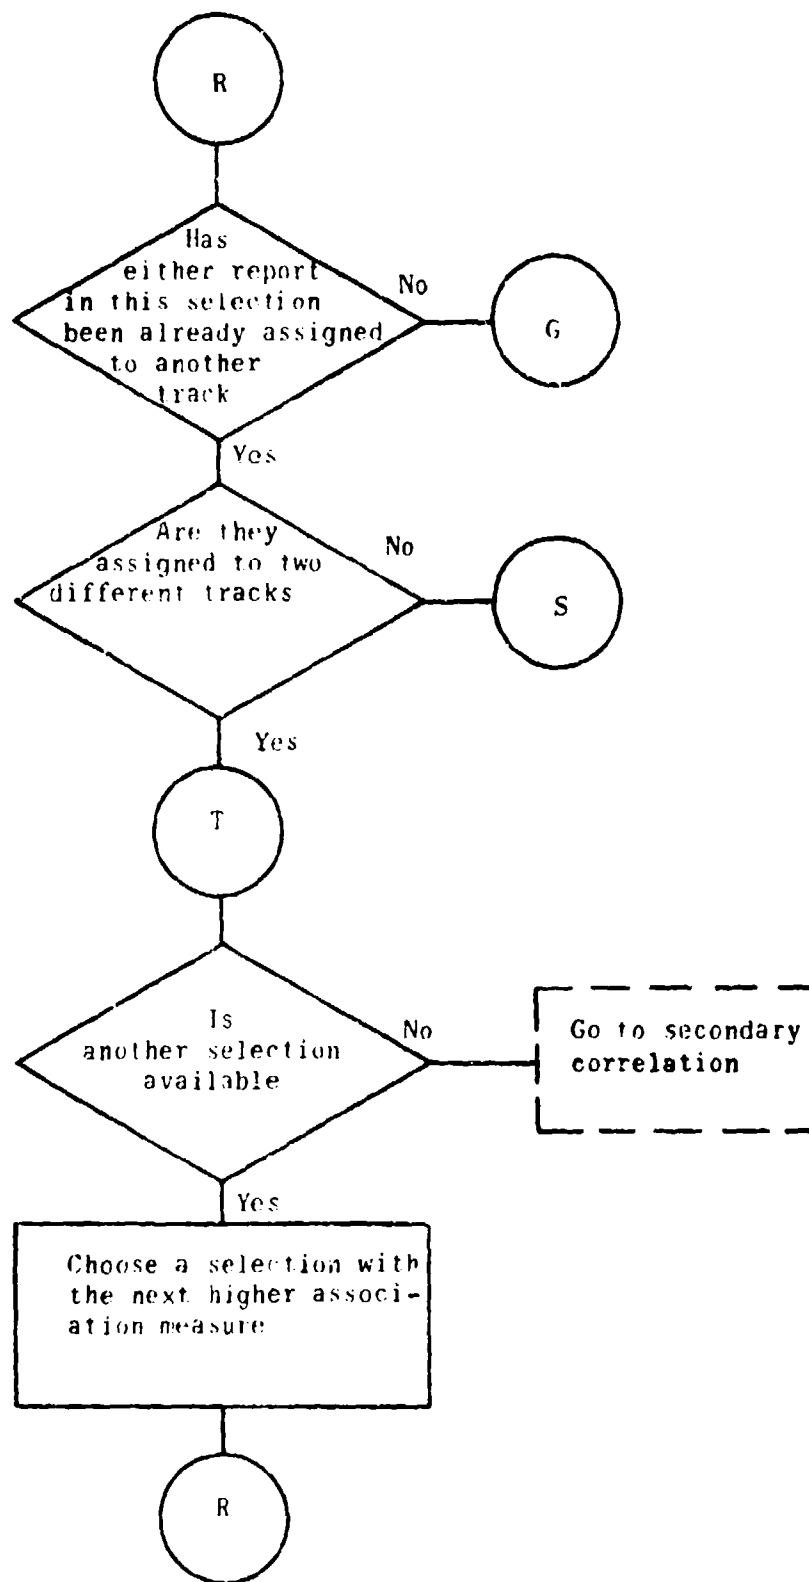 R
Has
either report
in this selection
been already assigned
to another
track
No
G
Yes
Are they
assigned to two
different tracks
No
S
Yes
T
Is
another selection
available
No
Go to secondary
correlation
Yes
Choose a selection with
the next higher associ-
ation measure
R